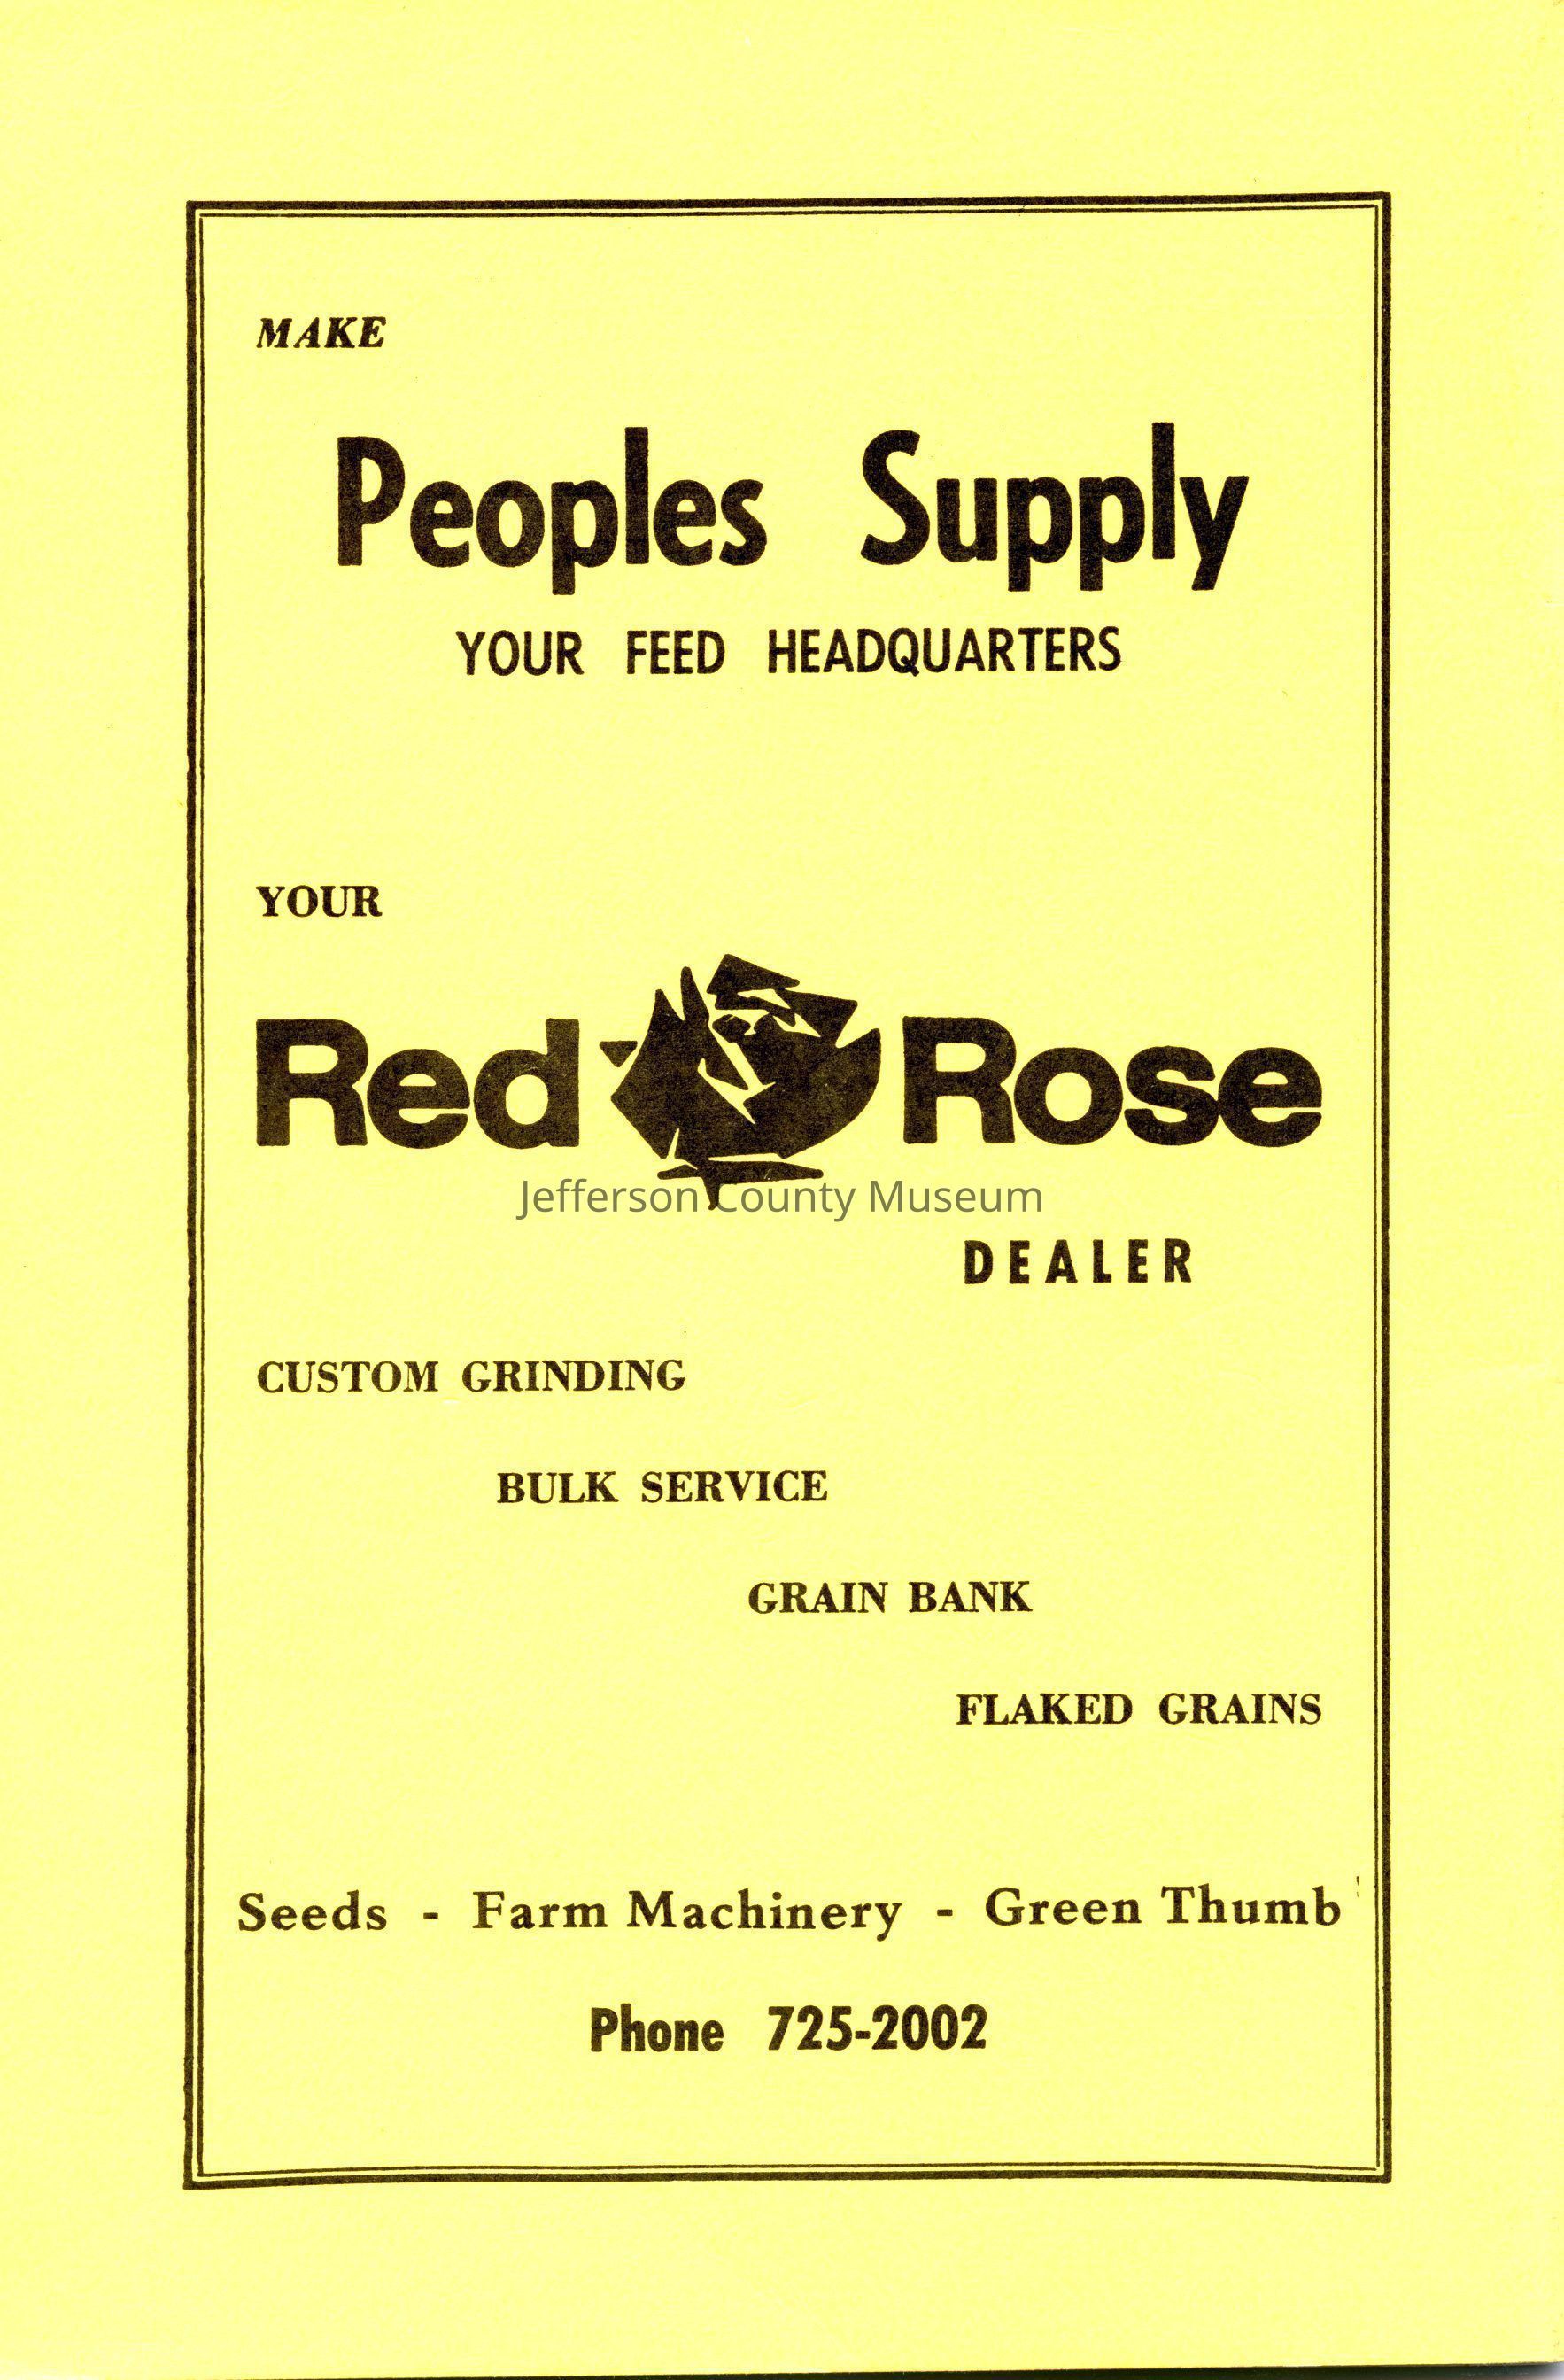 MAKE
Peoples Supply
YOUR FEED HEADQUARTERS
YOUR
Red Rose
Jefferson County Museum
DEALER
CUSTOM GRINDING
BULK SERVICE
GRAIN BANK
FLAKED GRAINS
Seeds - Farm Machinery - Green Thumb
Phone 725-2002